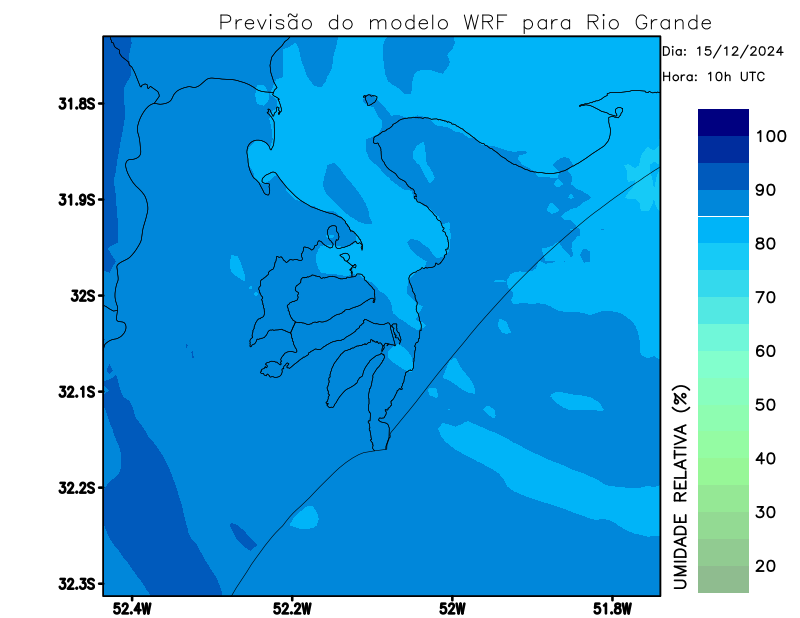 Previsão do modelo WRF para Rio Grande
Dia: 15/12/2024
Hora: 10h UTC
31.8S
31.9S
32S
32.1S
32.2S
32.3S
52.4W
52.2W
52W
51.8W
100
90
80
70
60
50
40
30
20
UMIDADE RELATIVA (%)